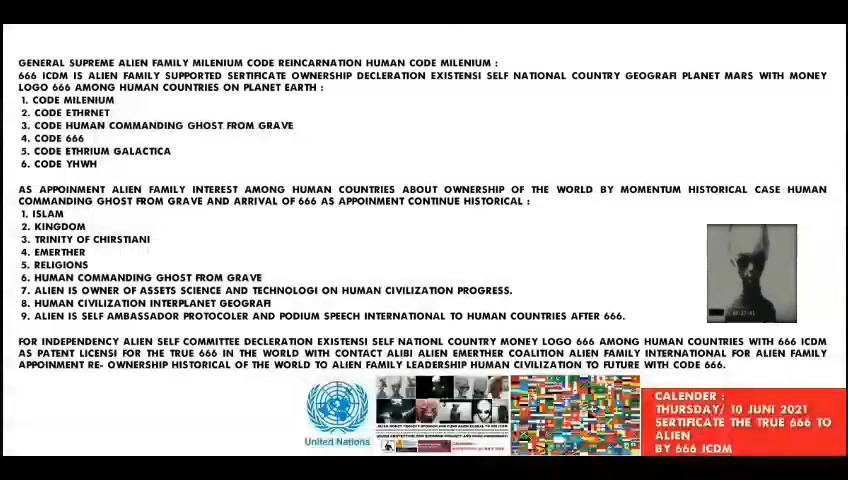 GENERAL SUPREME ALIEN FAMILY MILENIUM CODE REINCARNATION HUMAN CODE MILENIUM :
666 ICDM IS ALIEN FAMILY SUPPORTED SERTIFICATE OWNERSHIP DECLERATION EXISTENSI SELF NATIONAL COUNTRY GEOGRAFI PLANET MARS WITH MONEY
LOGO 666 AMONG HUMAN COUNTRIES ON PLANET EARTH :
1. CODE MILENIUM
2. CODE ETHRNET
3. CODE HUMAN COMMANDING GHOST FROM GRAVE
4. CODE 666
5. CODE ETHRIUM GALACTICA
6. CODE YHWH
AS APPOINMENT ALIEN FAMILY INTEREST AMONG HUMAN COUNTRIES ABOUT OWNERSHIP OF THE WORLD BY MOMENTUM HISTORICAL CASE HUMAN
COMMANDING GHOST FROM GRAVE AND ARRIVAL OF 666 AS APPOINMENT CONTINUE HISTORICAL :
1. ISLAM
2. KINGDOM
3. TRINITY OF CHIRSTIANI
4. EMERTHER
5. RELIGIONS
6. HUMAN COMMANDING GHOST FROM GRAVE
7. ALIEN IS OWNER OF ASSETS SCIENCE AND TECHNOLOGI ON HUMAN CIVILIZATION PROGRESS.
8. HUMAN CIVILIZATION INTERPLANET GEOGRAFI
9. ALIEN IS SELF AMBASSADOR PROTOCOLER AND PODIUM SPEECH INTERNATIONAL TO HUMAN COUNTRIES AFTER 666.
FOR INDEPENDENCY ALIEN SELF COMMITTEE DECLERATION EXISTENSI SELF NATIONL COUNTRY MONEY LOGO 666 AMONG HUMAN COUNTRIES WITH 666 ICDM
AS PATENT LICENSI FOR THE TRUE 666 IN THE WORLD WITH CONTACT ALIBI ALIEN EMERTHER COALITION ALIEN FAMILY INTERNATIONAL FOR ALIEN FAMILY
APPOINMENT RE- OWNERSHIP HISTORICAL OF THE WORLD TO ALIEN FAMILY LEADERSHIP HUMAN CIVILIZATION TO FUTURE WITH CODE 666.
United Nations
CALENDER :
THURSDAY/ 10 JUNI 2021
SERTIFICATE THE TRUE 666 TO
ALIEN
BY 666 ICDM